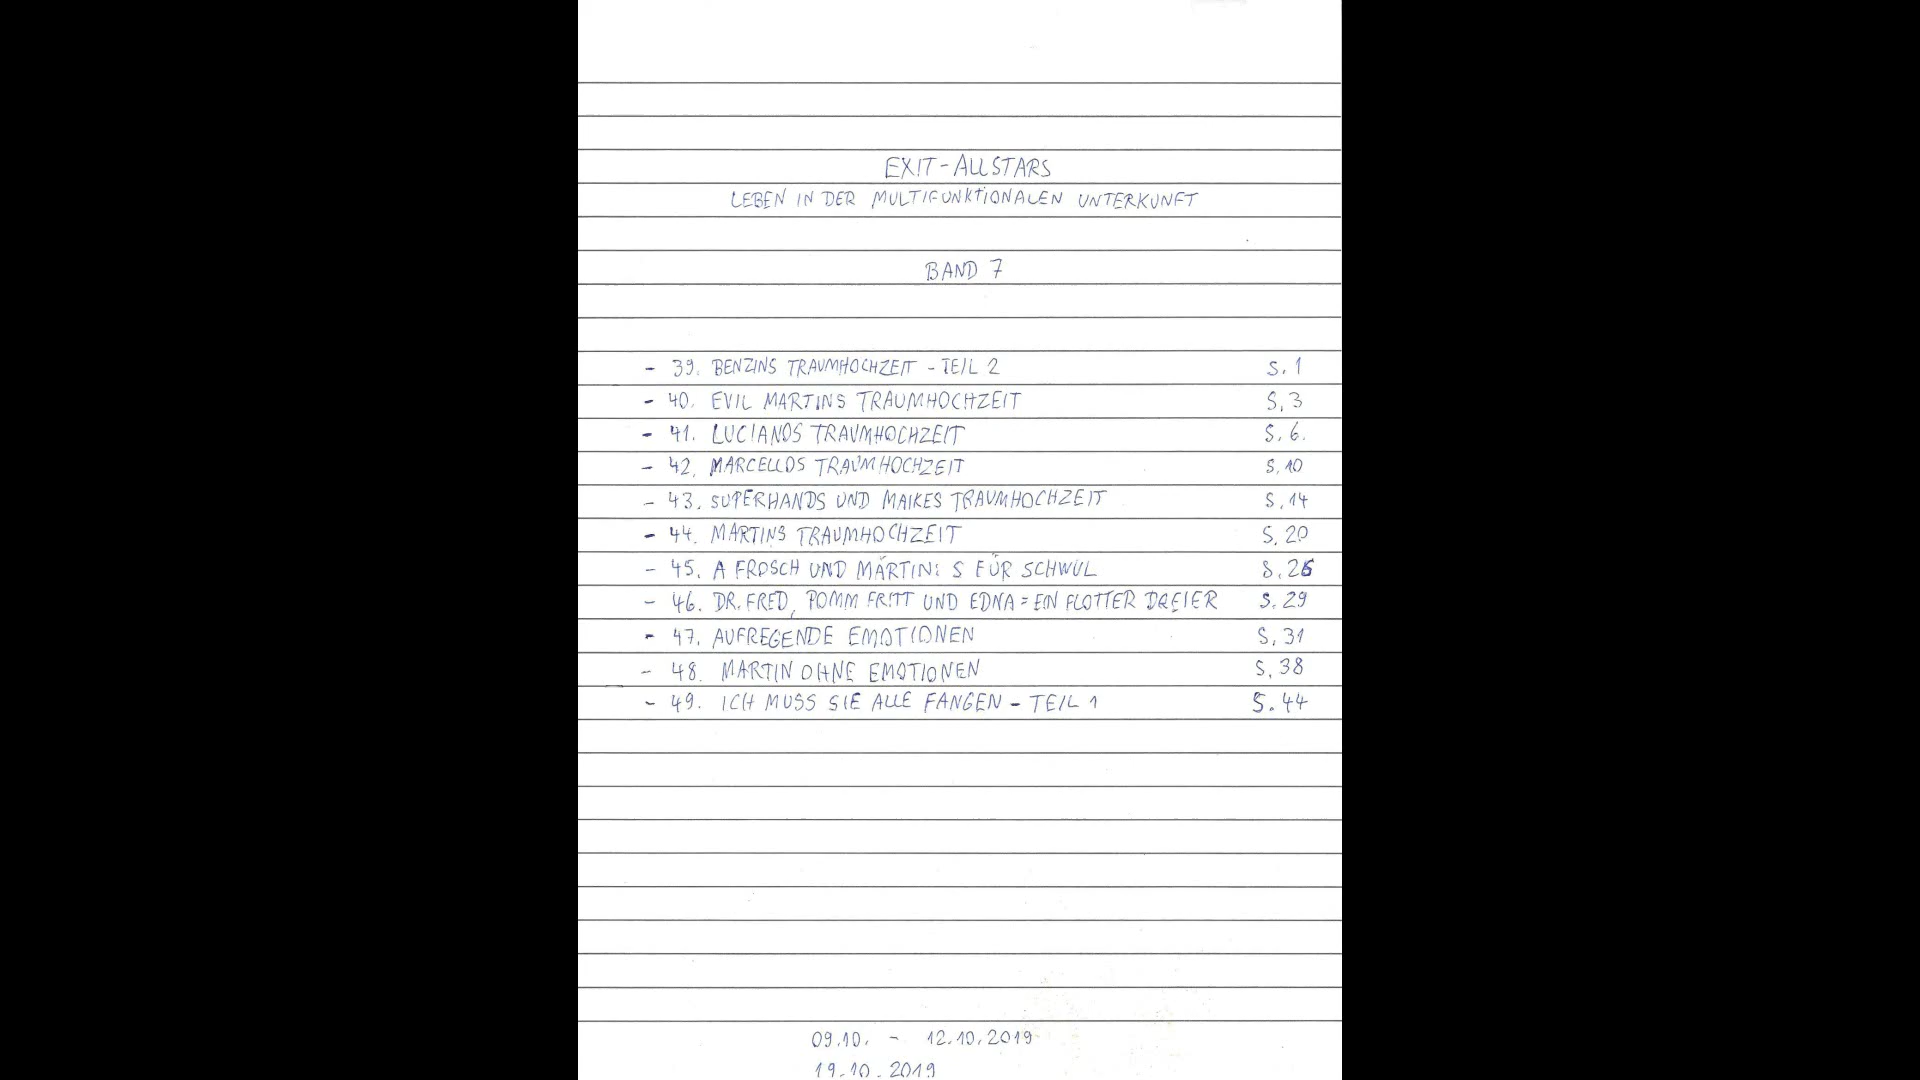 EXIT-ALLSTARS
LEBEN IN DER MULTIFUNKTIONALEN UNTERKUNFT
BAND 7
- 39. BENZINS TRAUMHOCHZEIT - TEIL 2 S. 1
- 40. EVIL MARTINS TRAUMHOCHZEIT S. 3
- 41. LUCIANOS TRAUMHOCHZEIT S. 6.
- 42. MARCELLOS TRAUMHOCHZEIT S. 10
- 43. SUPERHANDS UND MAIKES TRAUMHOCHZEIT S. 14
- 44. MARTINS TRAUMHOCHZEIT S. 20
- 45. A FROSCH UND MARTIN: S FÜR SCHWUL S. 26
- 46. DR. FRED, POMM FRITT UND EDNA = EIN FLOTTER DREIER S. 29
- 47. AUFREGENDE EMOTIONEN S. 31
- 48. MARTIN OHNE EMOTIONEN S. 38
- 49. ICH MUSS SIE ALLE FANGEN - TEIL 1 S. 44
09.10. - 12.10.2019
19.10.2019